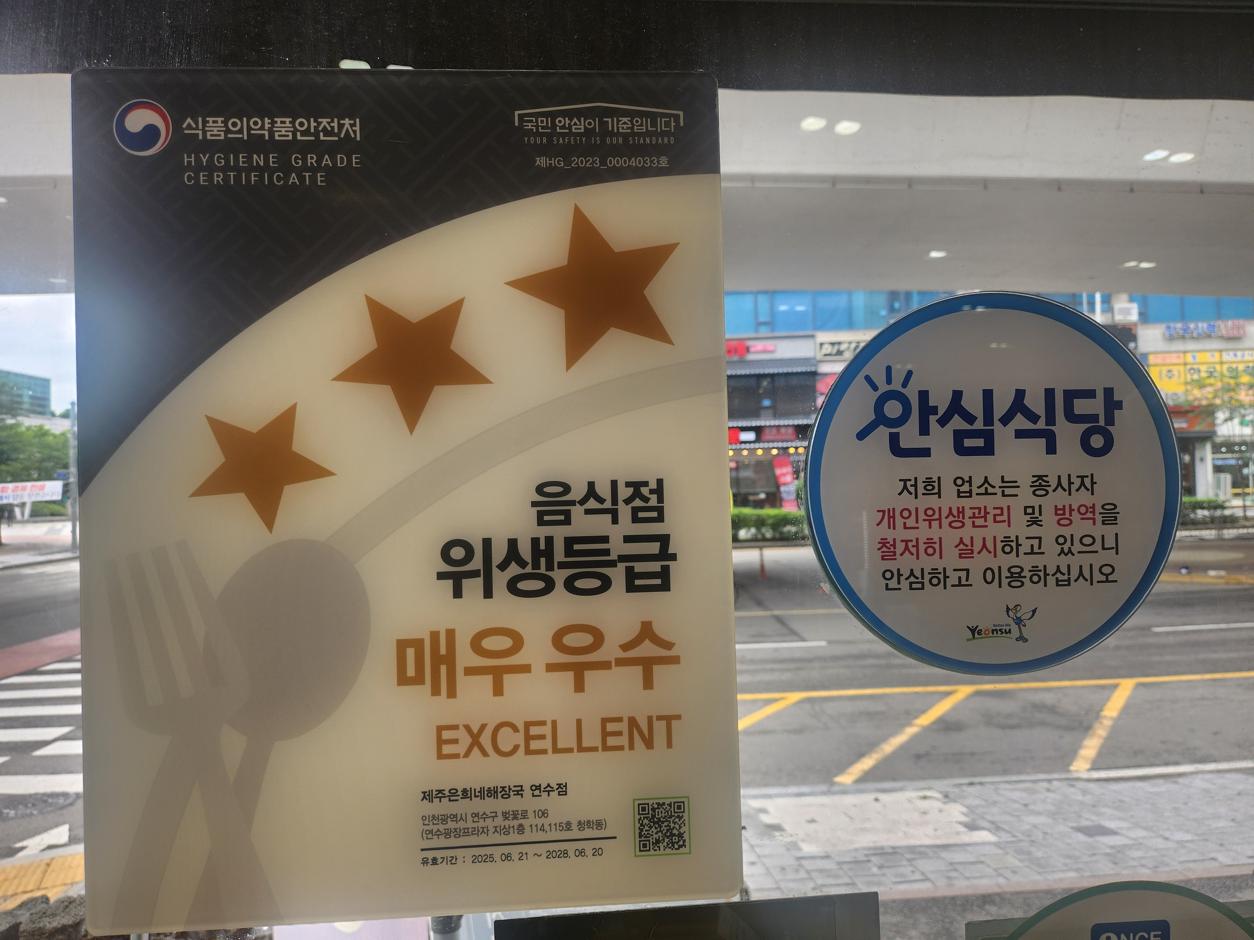 식품의약품안전처
HYGIENE GRADE
CERTIFICATE
국민 안심이 기준입니다
YOUR SAFETY IS OUR STANDARD
제HG_2023_0004033호
음식점
위생등급
매우 우수
EXCELLENT
제주은희네해장국 연수점
인천광역시 연수구 벚꽃로 106
(연수광장프라자 지상1층 114,115호 청학동)
유효기간 : 2025. 06. 21 ~ 2028. 06. 20
안심식당
저희 업소는 종사자
개인위생관리 및 방역을
철저히 실시하고 있으니
안심하고 이용하십시오
Yeonsu